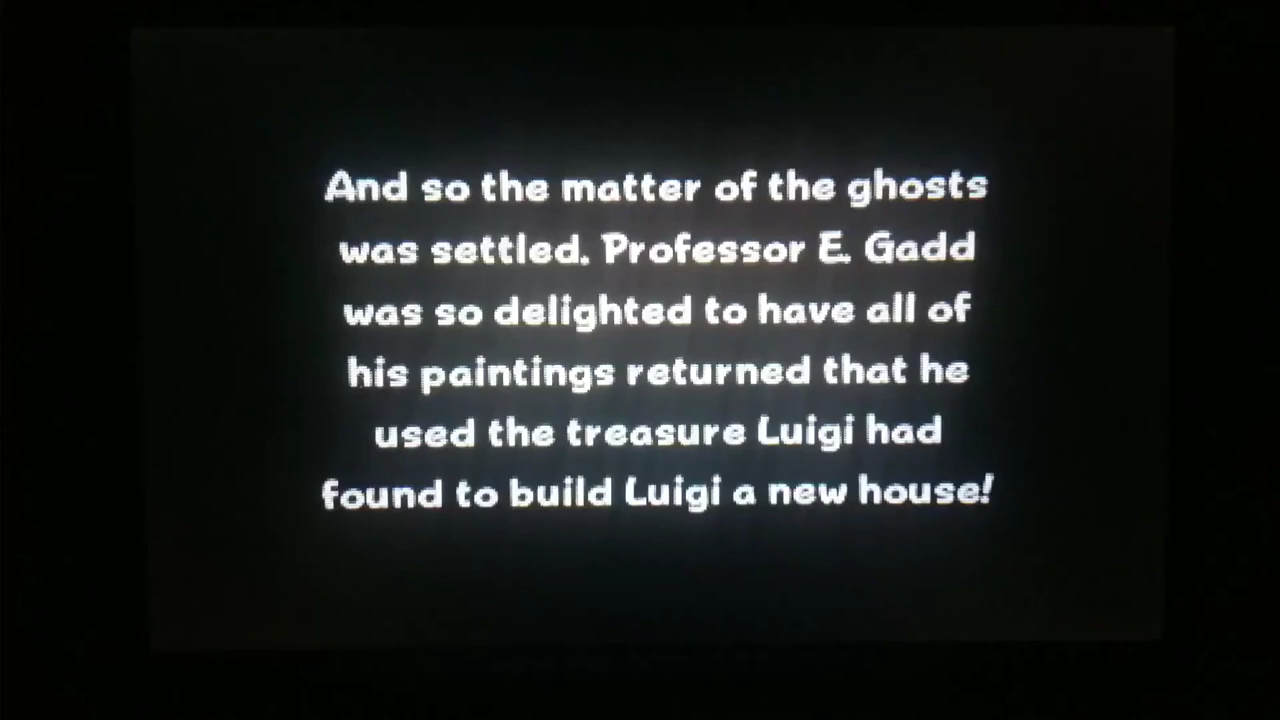 And so the matter of the ghosts
was settled. Professor E. Gadd
was so delighted to have all of
his paintings returned that he
used the treasure Luigi had
found to build Luigi a new house!